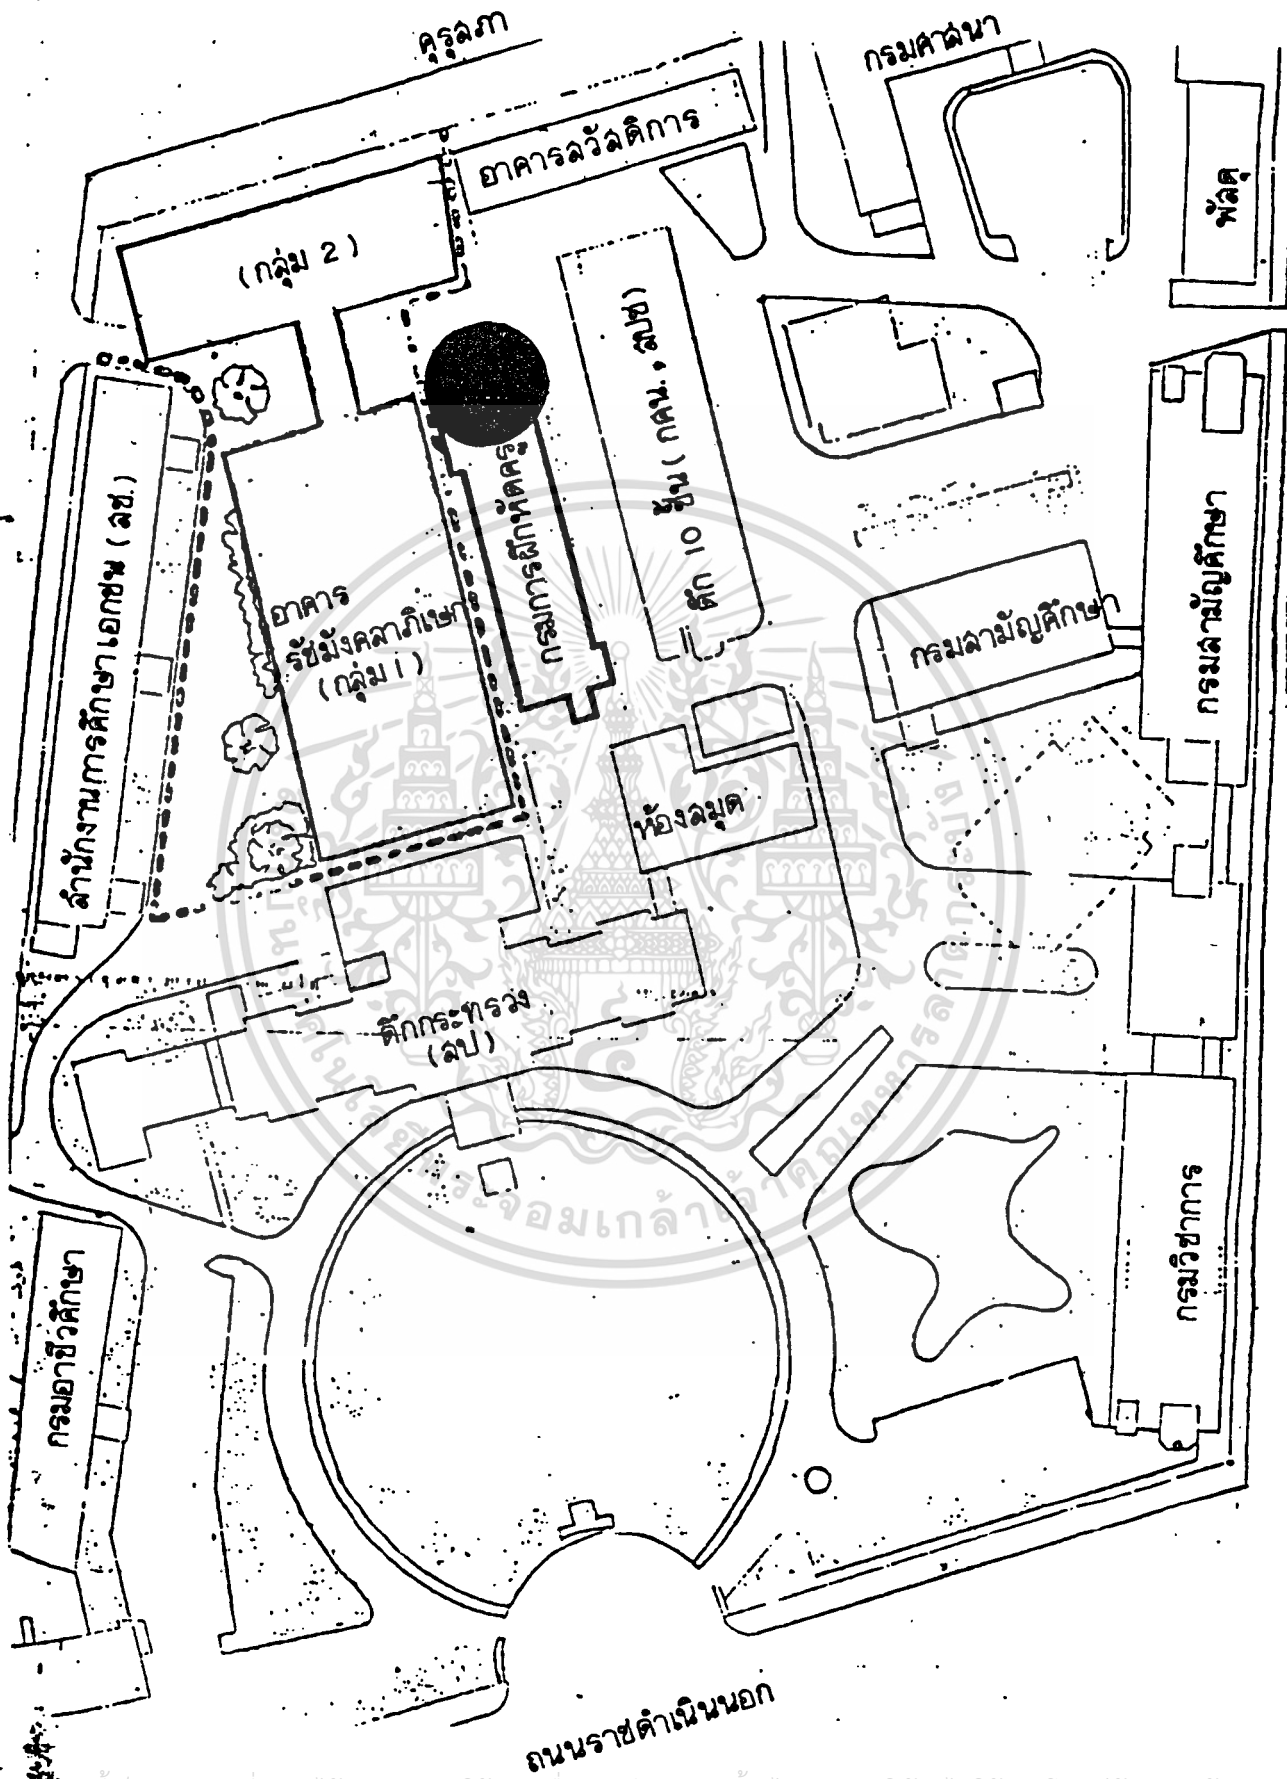 คุรุสภา
กรมศาสนา
อาคารสวัสดิการ
พัสดุ
(กลุ่ม 2)
ตึก 10 ชั้น (กศน., สปช)
กรมการฝึกหัดครู
สำนักงานการศึกษาเอกชน (สช.)
อาคาร
รัชมังคลาภิเษก
(กลุ่ม 1)
กรมสามัญศึกษา
กรมสามัญศึกษา
ห้องสมุด
ตึกกระทรวง
(สป)
กรมวิชาการ
กรมอาชีวศึกษา
ถนนราชดำเนินนอก